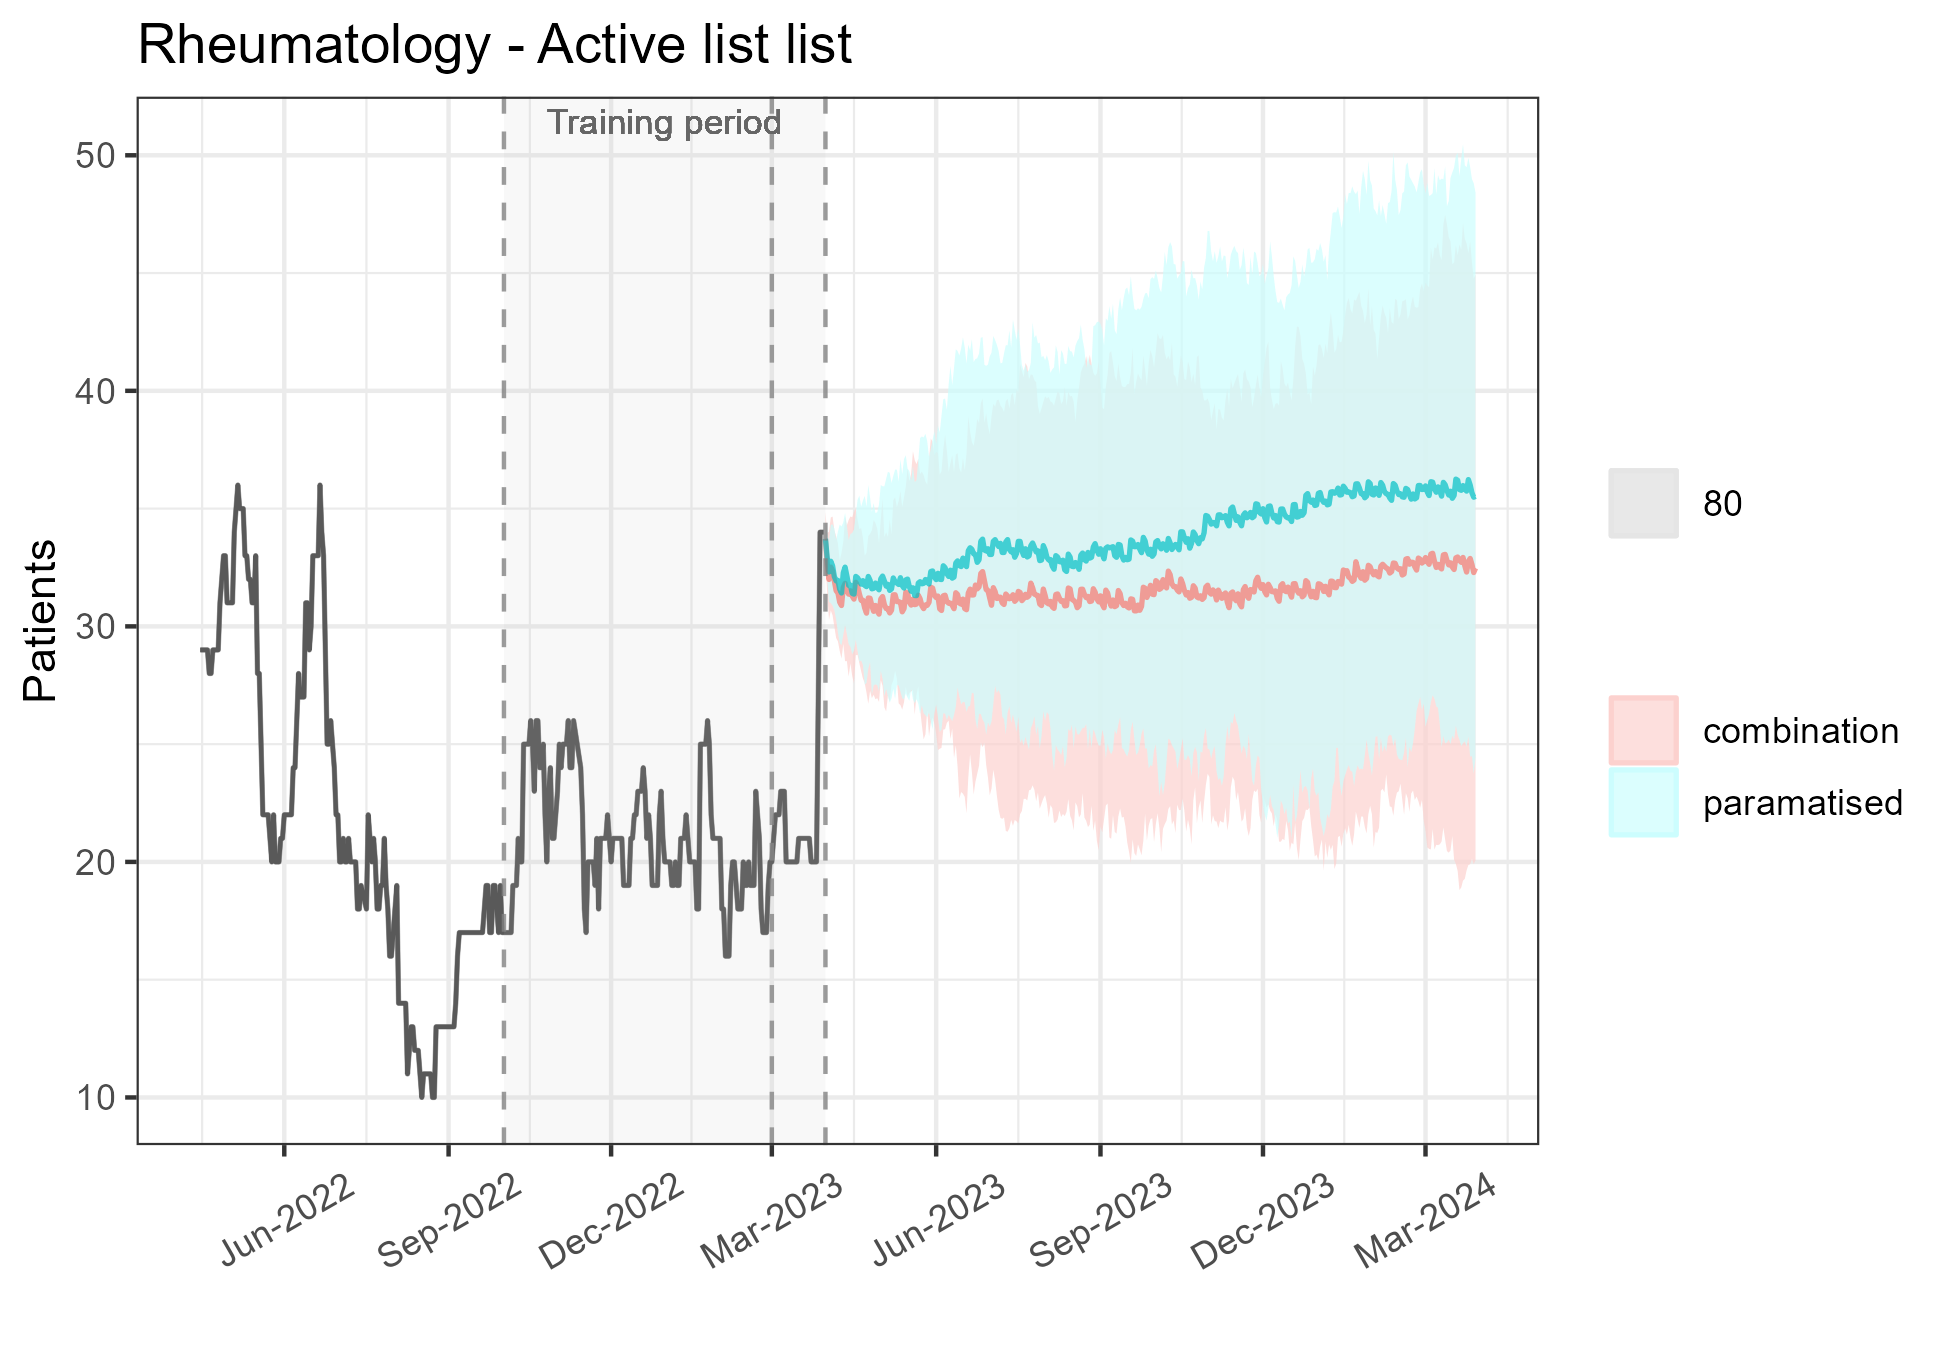 Rheumatology - Active list list
Training period
Patients
50
40
30
20
10
Jun-2022
Sep-2022
Dec-2022
Mar-2023
Jun-2023
Sep-2023
Dec-2023
Mar-2024
80
combination
paramatised